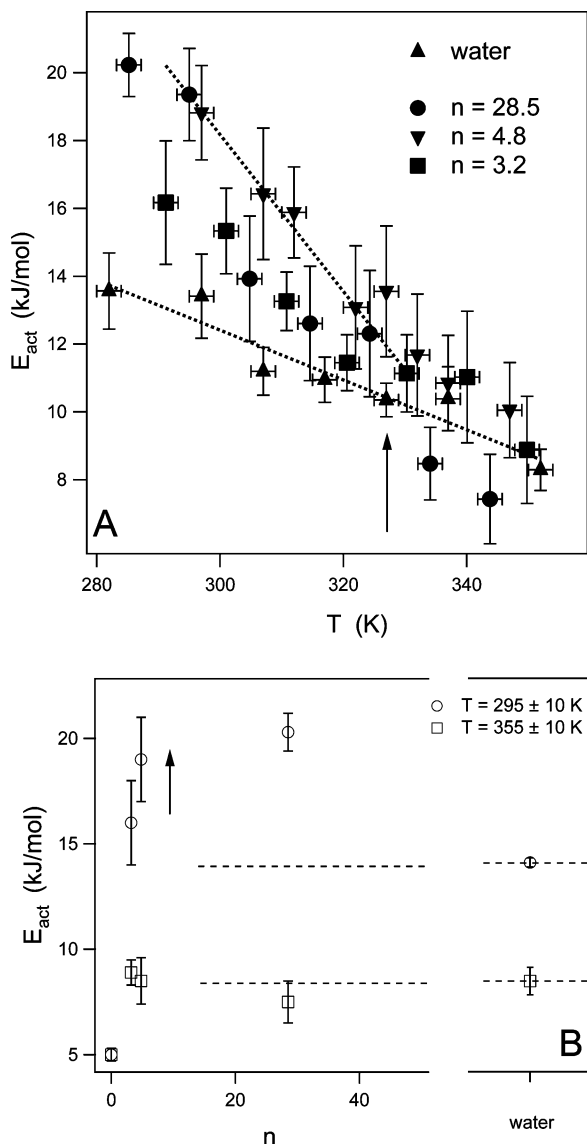 water
n = 28.5
n = 4.8
n = 3.2
20
18
16
14
12
10
8
E_act (kJ/mol)
A
280
300
320
340
T (K)
T = 295 ± 10 K
T = 355 ± 10 K
20
15
10
5
E_act (kJ/mol)
B
0
20
40
water
n